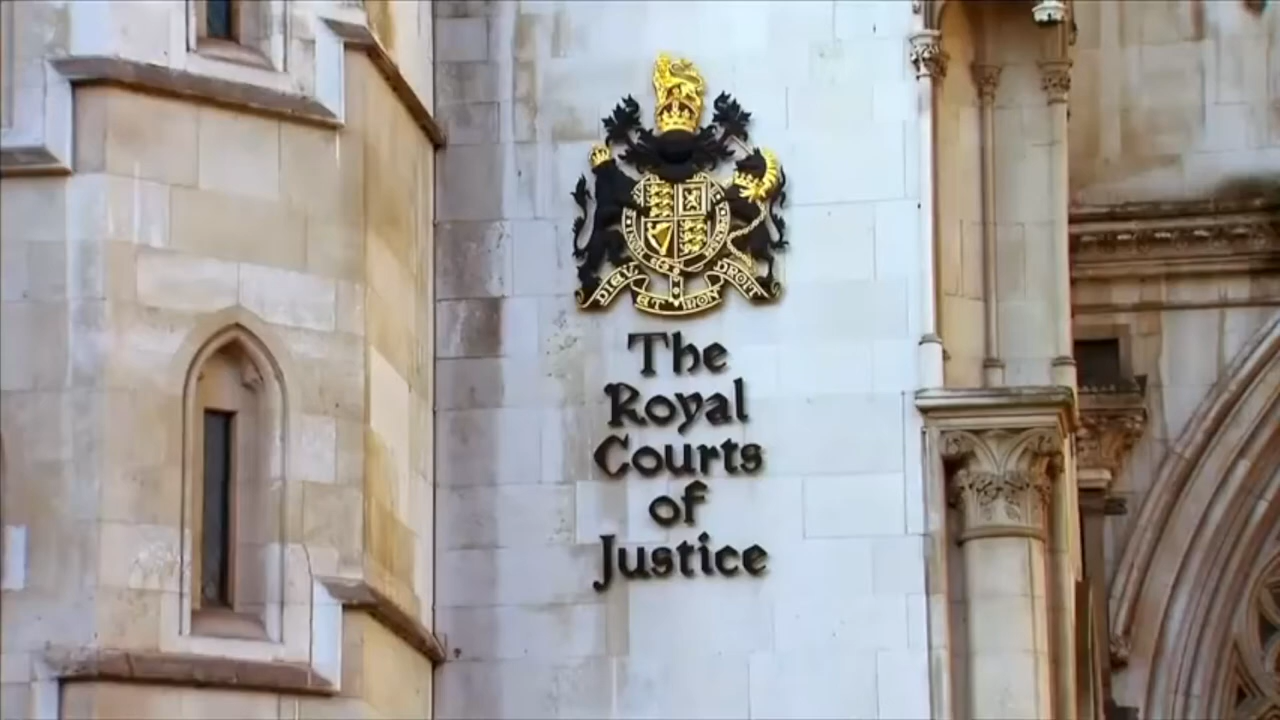 DIEU ET MON DROIT
The
Royal
Courts
of
Justice